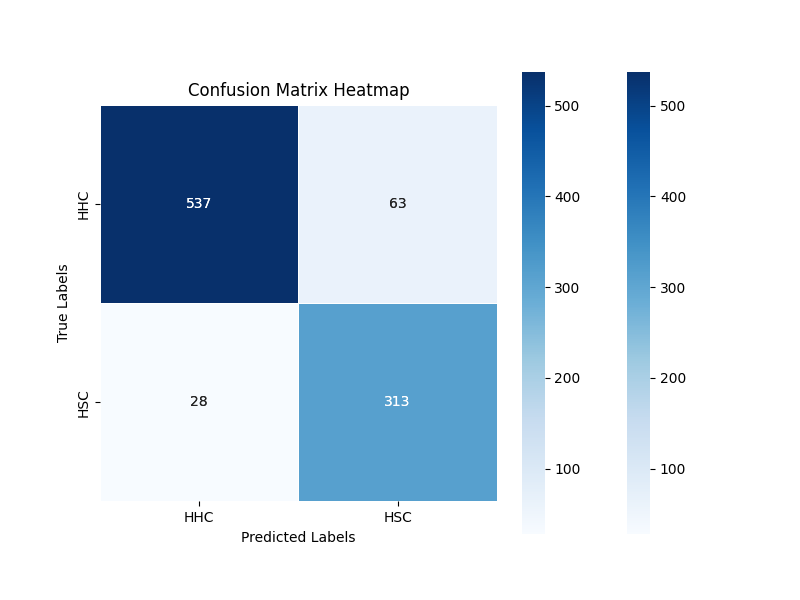 Confusion Matrix Heatmap
True Labels
HHC
537
63
HSC
28
313
HHC
HSC
Predicted Labels
500
400
300
200
100
500
400
300
200
100